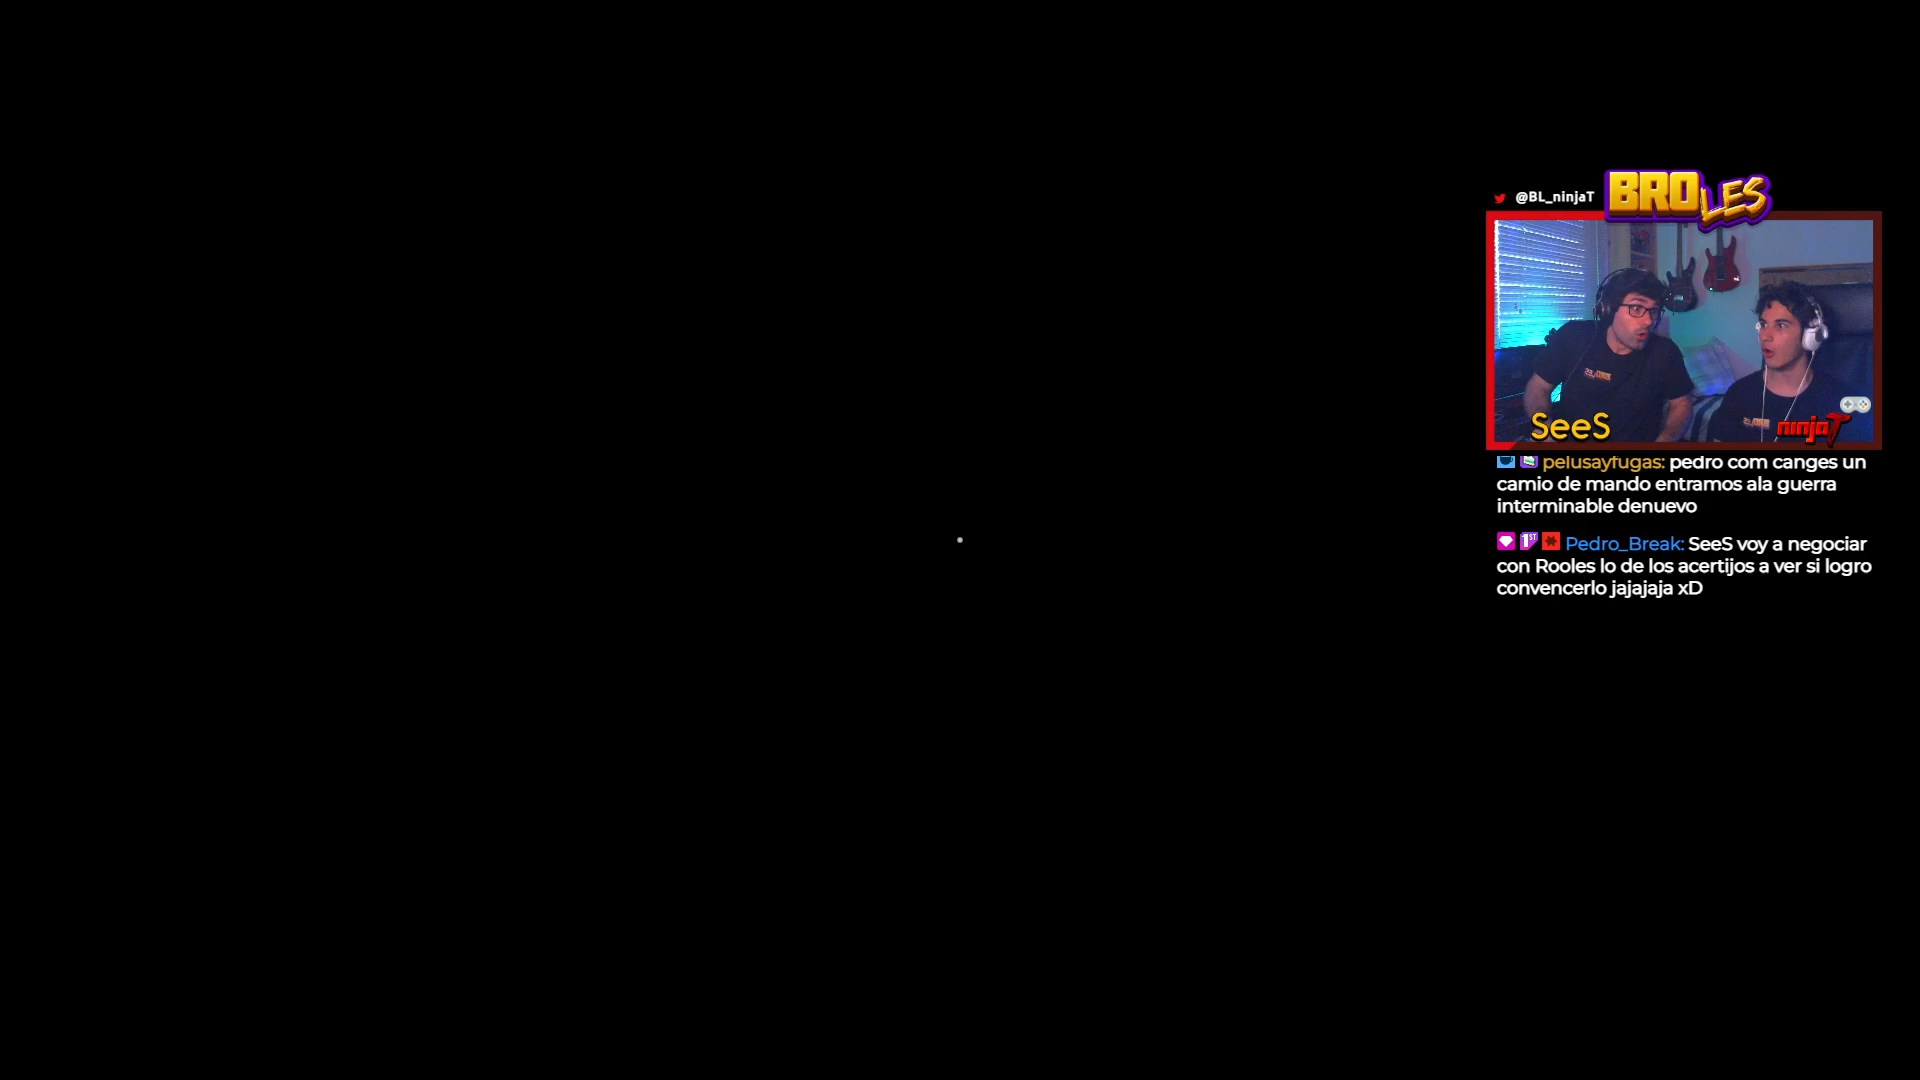 @BL_ninjaT
BROLES
SeeS
ninjaT
pelusayfugas: pedro com canges un
camio de mando entramos ala guerra
interminable denuevo
1ST
Pedro_Break: SeeS voy a negociar
con Rooles lo de los acertijos a ver si logro
convencerlo jajajaja xD